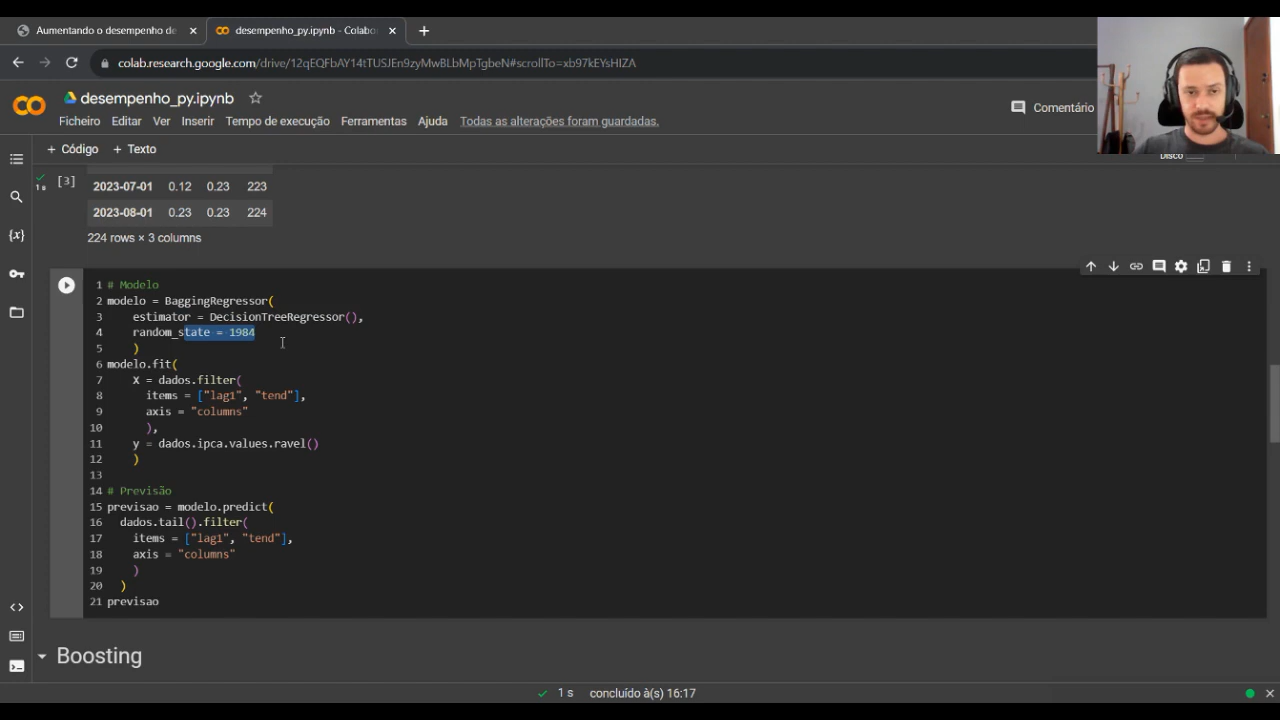 Aumentando o desempenho de
desempenho_py.ipynb - Colabo
colab.research.google.com/drive/12qEQFbAY14tTUSJEn9zyMwBLbMpTgbeN#scrollTo=xb97kEYsHIZA
desempenho_py.ipynb
Comentário
Ficheiro Editar Ver Inserir Tempo de execução Ferramentas Ajuda Todas as alterações foram guardadas.
+ Código + Texto
Disco
1 s [3]
2023-07-01 0.12 0.23 223
2023-08-01 0.23 0.23 224
224 rows × 3 columns
1 # Modelo
2 modelo = BaggingRegressor(
3 estimator = DecisionTreeRegressor(),
4 random_state = 1984
5 )
6 modelo.fit(
7 X = dados.filter(
8 items = ["lag1", "tend"],
9 axis = "columns"
10 ),
11 y = dados.ipca.values.ravel()
12 )
13
14 # Previsão
15 previsao = modelo.predict(
16 dados.tail().filter(
17 items = ["lag1", "tend"],
18 axis = "columns"
19 )
20 )
21 previsao
Boosting
1 s concluído à(s) 16:17